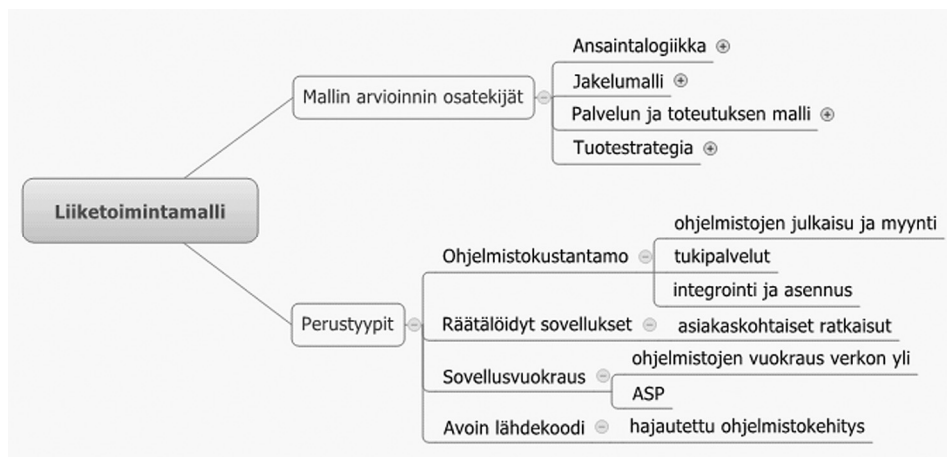 Liiketoimintamalli
Mallin arvioinnin osatekijät
Ansaintalogiikka
Jakelumalli
Palvelun ja toteutuksen malli
Tuotestrategia
Perustyypit
Ohjelmistokustantamo
ohjelmistojen julkaisu ja myynti
tukipalvelut
integrointi ja asennus
Räätälöidyt sovellukset
asiakaskohtaiset ratkaisut
Sovellusvuokraus
ohjelmistojen vuokraus verkon yli
ASP
Avoin lähdekoodi
hajautettu ohjelmistokehitys